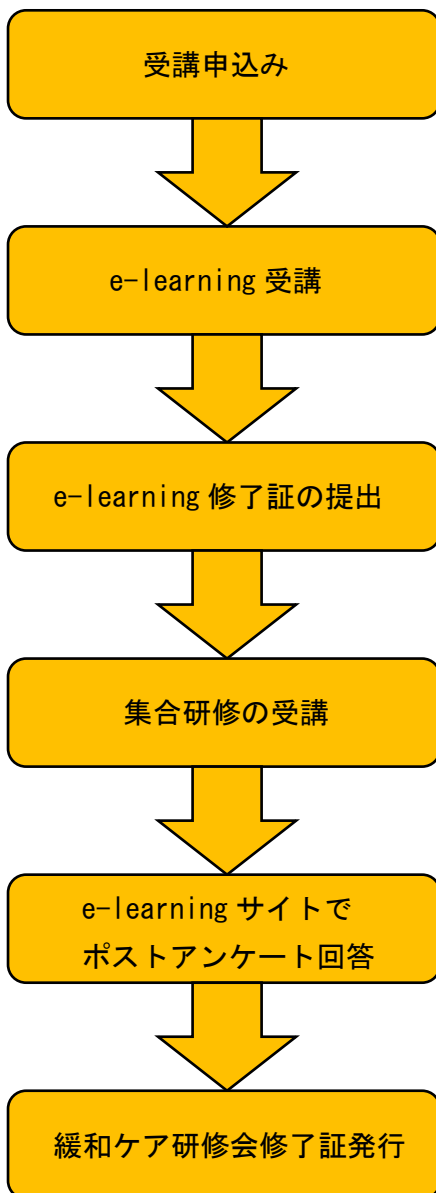 受講申込み
e-learning 受講
e-learning 修了証の提出
集合研修の受講
e-learning サイトで
ポストアンケート回答
緩和ケア研修会修了証発行